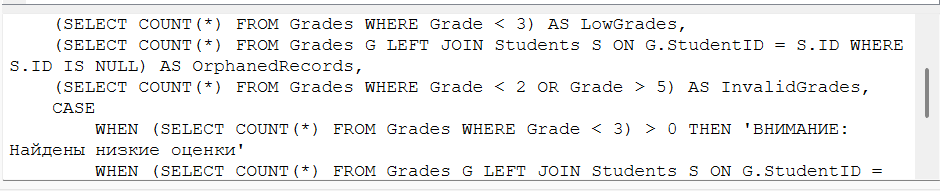 (SELECT COUNT(*) FROM Grades WHERE Grade < 3) AS LowGrades,
(SELECT COUNT(*) FROM Grades G LEFT JOIN Students S ON G.StudentID = S.ID WHERE
S.ID IS NULL) AS OrphanedRecords,
(SELECT COUNT(*) FROM Grades WHERE Grade < 2 OR Grade > 5) AS InvalidGrades,
CASE
WHEN (SELECT COUNT(*) FROM Grades WHERE Grade < 3) > 0 THEN 'ВНИМАНИЕ:
Найдены низкие оценки'
WHEN (SELECT COUNT(*) FROM Grades G LEFT JOIN Students S ON G.StudentID =